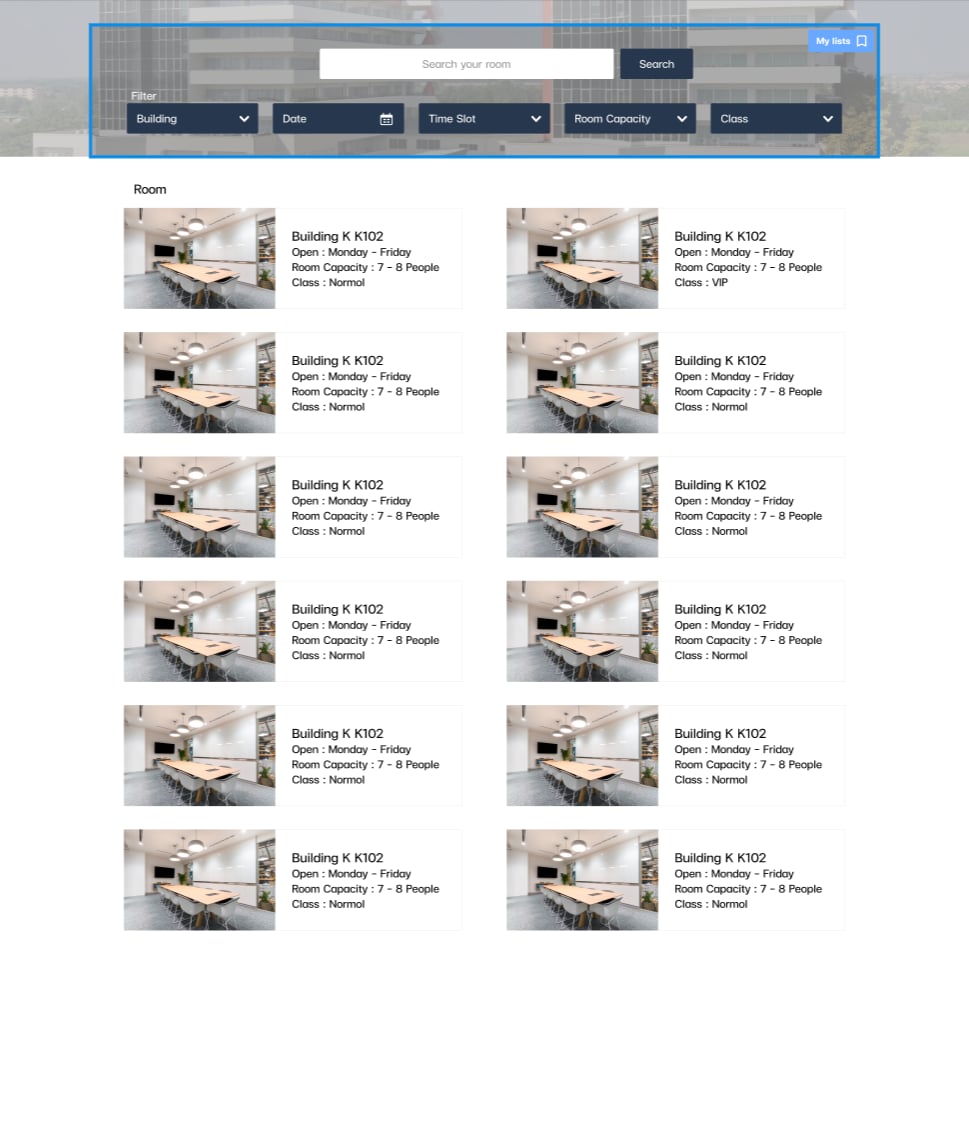 My lists
Search your room
Search
Filter
Building
Date
Time Slot
Room Capacity
Class
Room
Building K K102
Open : Monday - Friday
Room Capacity : 7 - 8 People
Class : Normol
Building K K102
Open : Monday - Friday
Room Capacity : 7 - 8 People
Class : VIP
Building K K102
Open : Monday - Friday
Room Capacity : 7 - 8 People
Class : Normol
Building K K102
Open : Monday - Friday
Room Capacity : 7 - 8 People
Class : Normol
Building K K102
Open : Monday - Friday
Room Capacity : 7 - 8 People
Class : Normol
Building K K102
Open : Monday - Friday
Room Capacity : 7 - 8 People
Class : Normol
Building K K102
Open : Monday - Friday
Room Capacity : 7 - 8 People
Class : Normol
Building K K102
Open : Monday - Friday
Room Capacity : 7 - 8 People
Class : Normol
Building K K102
Open : Monday - Friday
Room Capacity : 7 - 8 People
Class : Normol
Building K K102
Open : Monday - Friday
Room Capacity : 7 - 8 People
Class : Normol
Building K K102
Open : Monday - Friday
Room Capacity : 7 - 8 People
Class : Normol
Building K K102
Open : Monday - Friday
Room Capacity : 7 - 8 People
Class : Normol